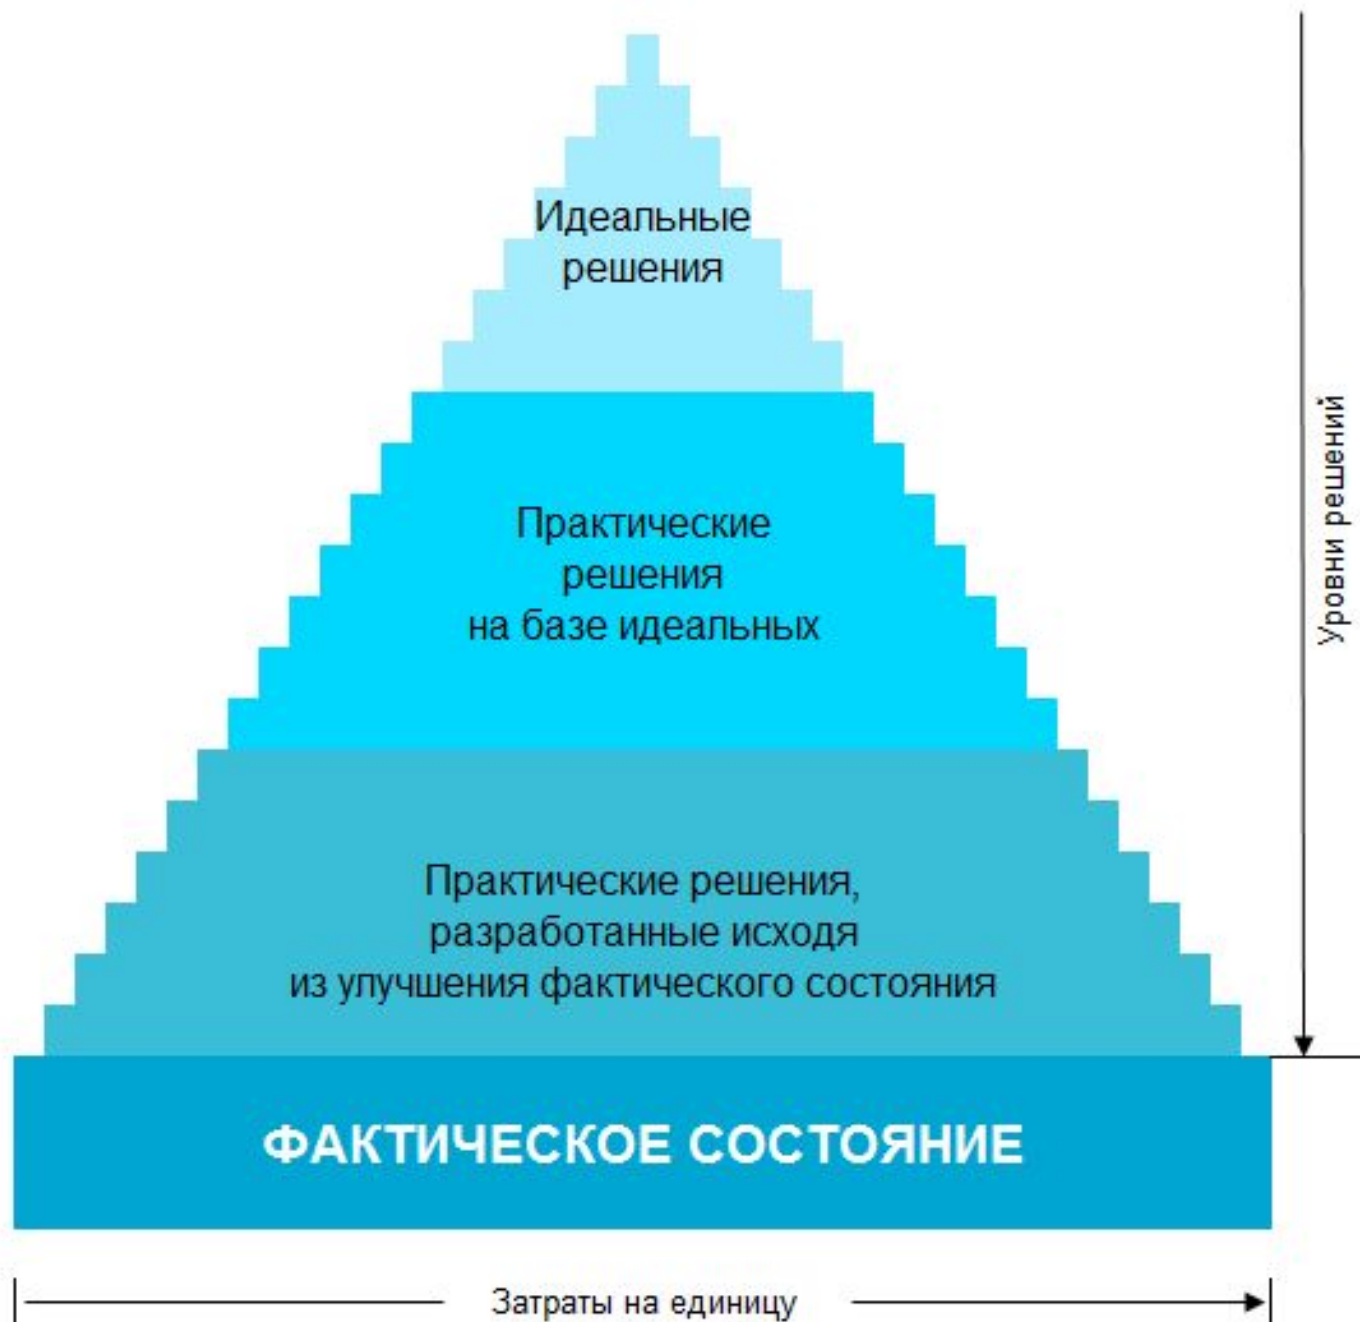 Идеальные
решения
Практические
решения
на базе идеальных
Практические решения,
разработанные исходя
из улучшения фактического состояния
ФАКТИЧЕСКОЕ СОСТОЯНИЕ
Затраты на единицу
Уровни решений